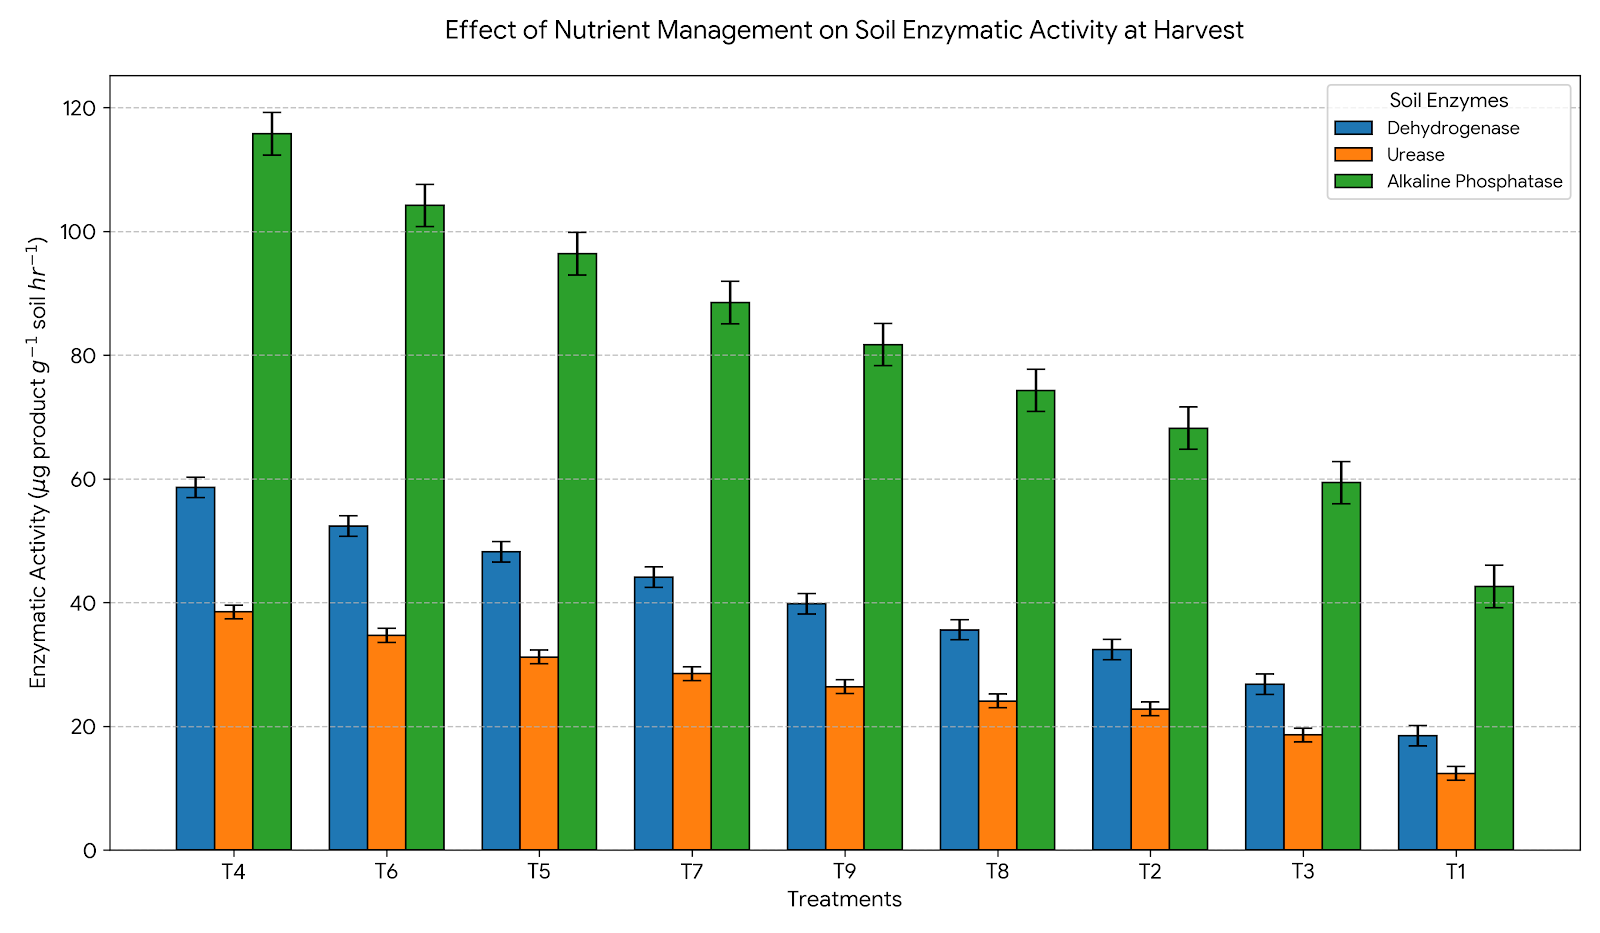 Effect of Nutrient Management on Soil Enzymatic Activity at Harvest
Enzymatic Activity (μg product g⁻¹ soil hr⁻¹)
120
100
80
60
40
20
0
Soil Enzymes
Dehydrogenase
Urease
Alkaline Phosphatase
T4 T6 T5 T7 T9 T8 T2 T3 T1
Treatments